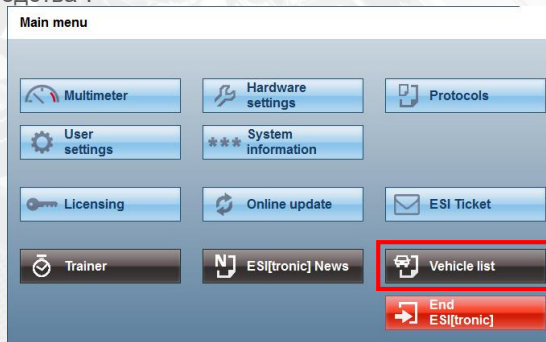 Main menu
Multimeter
Hardware
settings
Protocols
User
settings
***
System
information
Licensing
Online update
ESI Ticket
Trainer
N
ESI[tronic] News
Vehicle list
End
ESI[tronic]